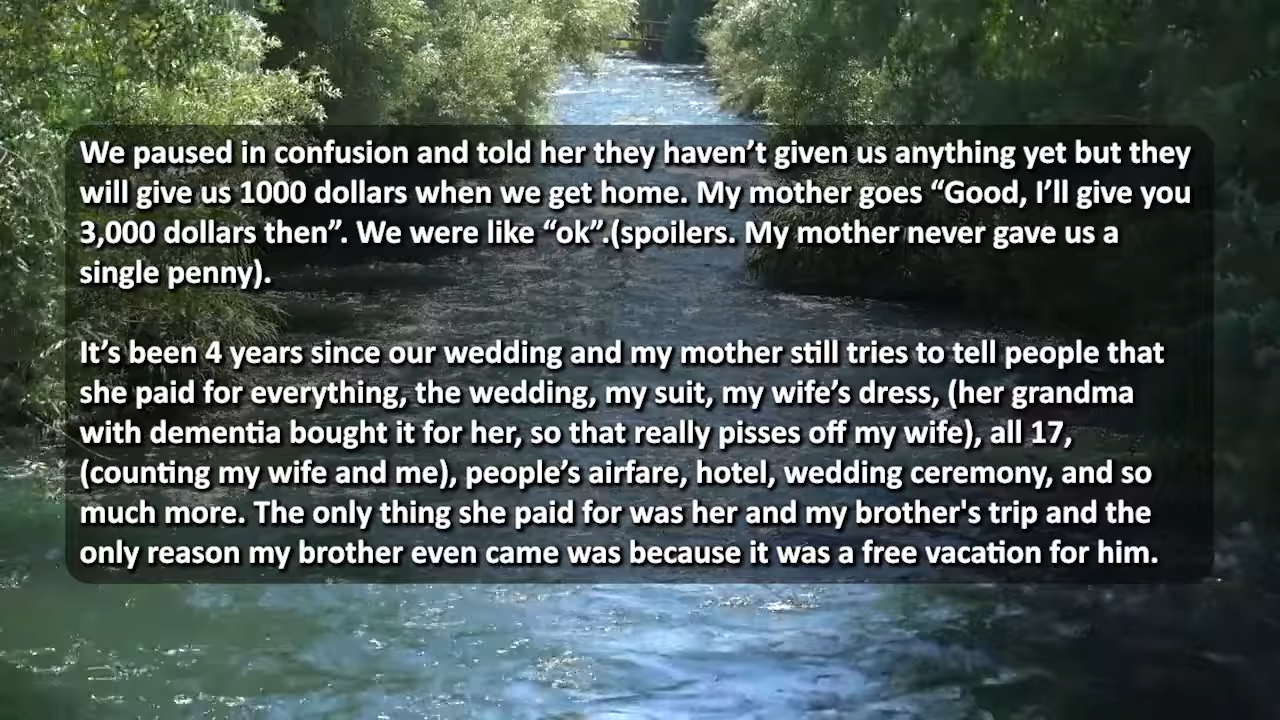 We paused in confusion and told her they haven’t given us anything yet but they
will give us 1000 dollars when we get home. My mother goes “Good, I’ll give you
3,000 dollars then”. We were like “ok”.(spoilers. My mother never gave us a
single penny).
It’s been 4 years since our wedding and my mother still tries to tell people that
she paid for everything, the wedding, my suit, my wife’s dress, (her grandma
with dementia bought it for her, so that really pisses off my wife), all 17,
(counting my wife and me), people’s airfare, hotel, wedding ceremony, and so
much more. The only thing she paid for was her and my brother's trip and the
only reason my brother even came was because it was a free vacation for him.